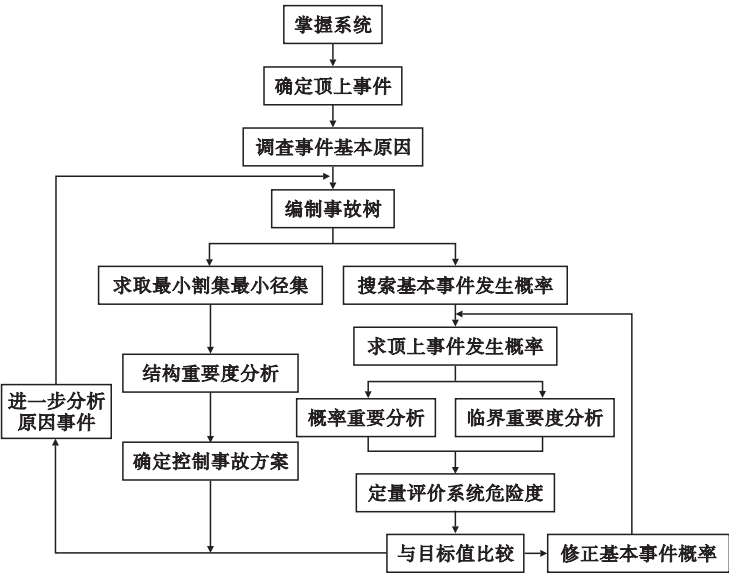 掌握系统
确定顶上事件
调查事件基本原因
编制事故树
求取最小割集最小径集
搜索基本事件发生概率
求顶上事件发生概率
结构重要度分析
进一步分析
原因事件
概率重要分析
临界重要度分析
确定控制事故方案
定量评价系统危险度
与目标值比较
修正基本事件概率